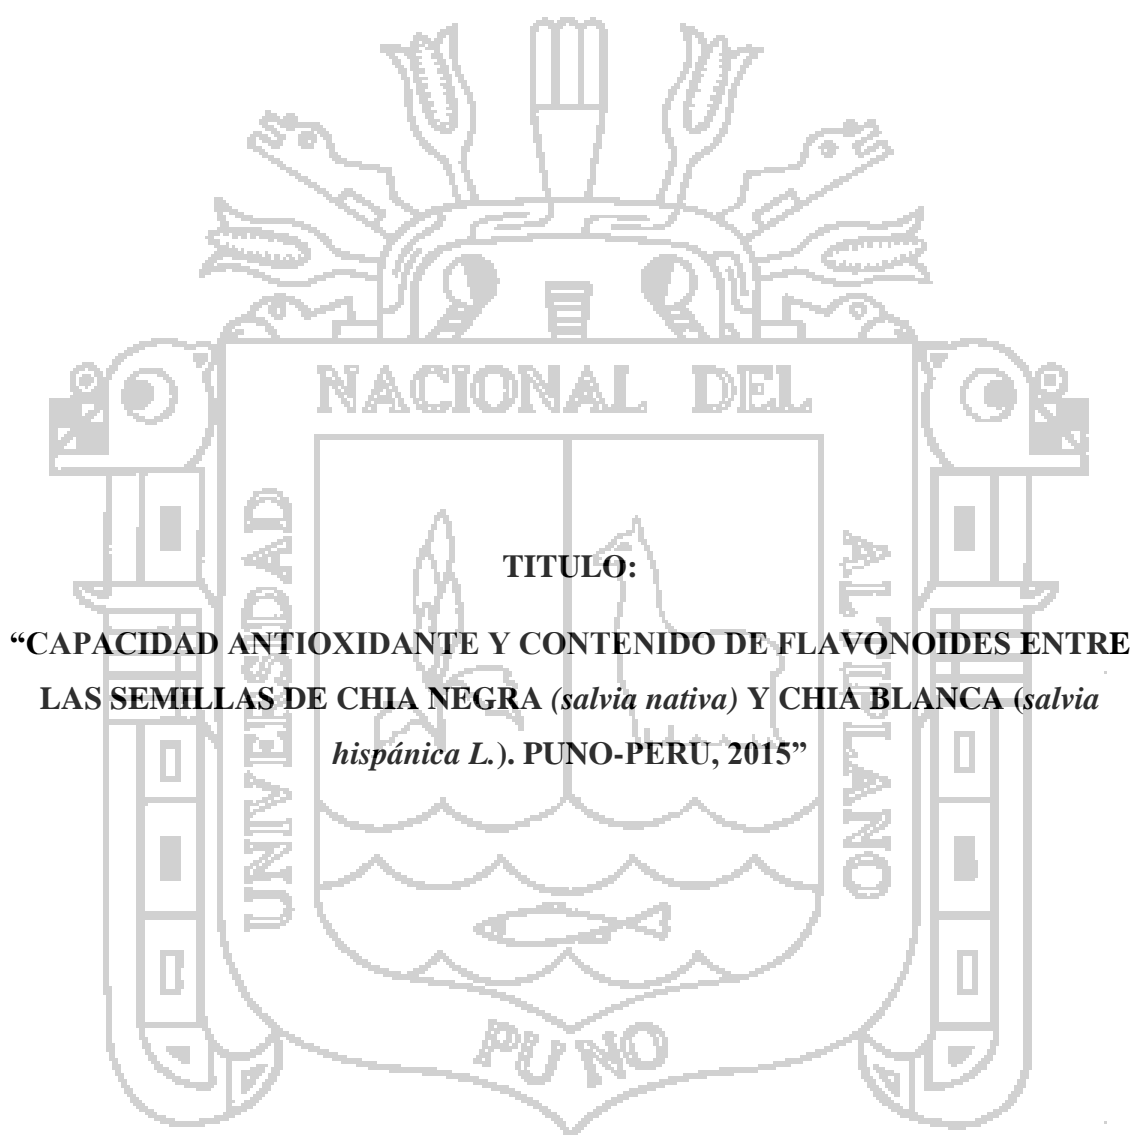 NACIONAL DEL
UNIVERSIDAD
ALTIPLANO
TITULO:
“CAPACIDAD ANTIOXIDANTE Y CONTENIDO DE FLAVONOIDES ENTRE
LAS SEMILLAS DE CHIA NEGRA (salvia nativa) Y CHIA BLANCA (salvia
hispánica L.). PUNO-PERU, 2015”
PUNO